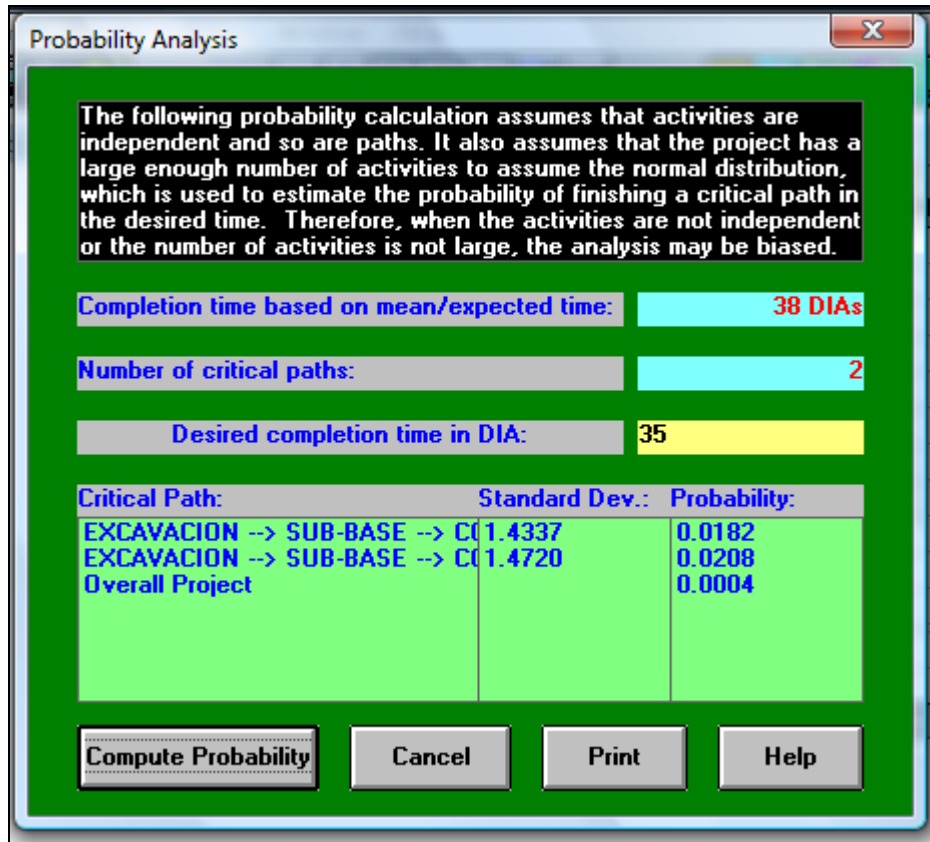 Probability Analysis
The following probability calculation assumes that activities are
independent and so are paths. It also assumes that the project has a
large enough number of activities to assume the normal distribution,
which is used to estimate the probability of finishing a critical path in
the desired time. Therefore, when the activities are not independent
or the number of activities is not large, the analysis may be biased.
Completion time based on mean/expected time: 38 DIAs
Number of critical paths: 2
Desired completion time in DIA: 35
Critical Path: Standard Dev.: Probability:
EXCAVACION --> SUB-BASE --> CO 1.4337 0.0182
EXCAVACION --> SUB-BASE --> CO 1.4720 0.0208
Overall Project 0.0004
Compute Probability Cancel Print Help